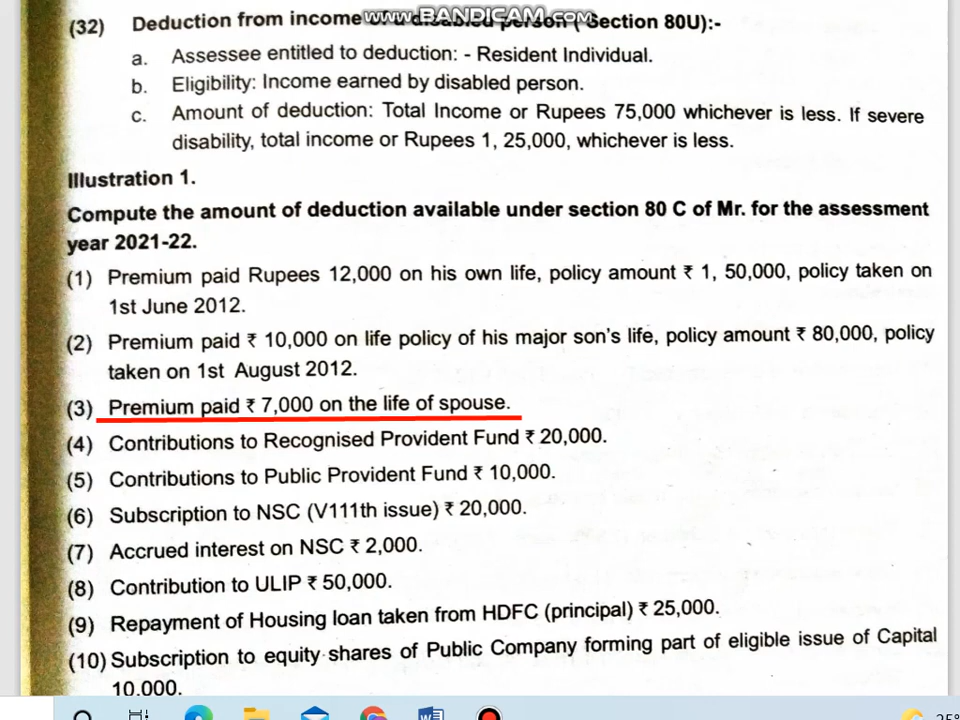 www.BANDICAM.com
(32) Deduction from income disabled person ( Section 80U):-
a. Assessee entitled to deduction: - Resident Individual.
b. Eligibility: Income earned by disabled person.
c. Amount of deduction: Total Income or Rupees 75,000 whichever is less. If severe
disability, total income or Rupees 1, 25,000, whichever is less.
Illustration 1.
Compute the amount of deduction available under section 80 C of Mr. for the assessment
year 2021-22.
(1) Premium paid Rupees 12,000 on his own life, policy amount ₹ 1, 50,000, policy taken on
1st June 2012.
(2) Premium paid ₹ 10,000 on life policy of his major son's life, policy amount ₹ 80,000, policy
taken on 1st August 2012.
(3) Premium paid ₹ 7,000 on the life of spouse.
(4) Contributions to Recognised Provident Fund ₹ 20,000.
(5) Contributions to Public Provident Fund ₹ 10,000.
(6) Subscription to NSC (V111th issue) ₹ 20,000.
(7) Accrued interest on NSC ₹ 2,000.
(8) Contribution to ULIP ₹ 50,000.
(9) Repayment of Housing loan taken from HDFC (principal) ₹ 25,000.
(10) Subscription to equity shares of Public Company forming part of eligible issue of Capital
10,000.
25°